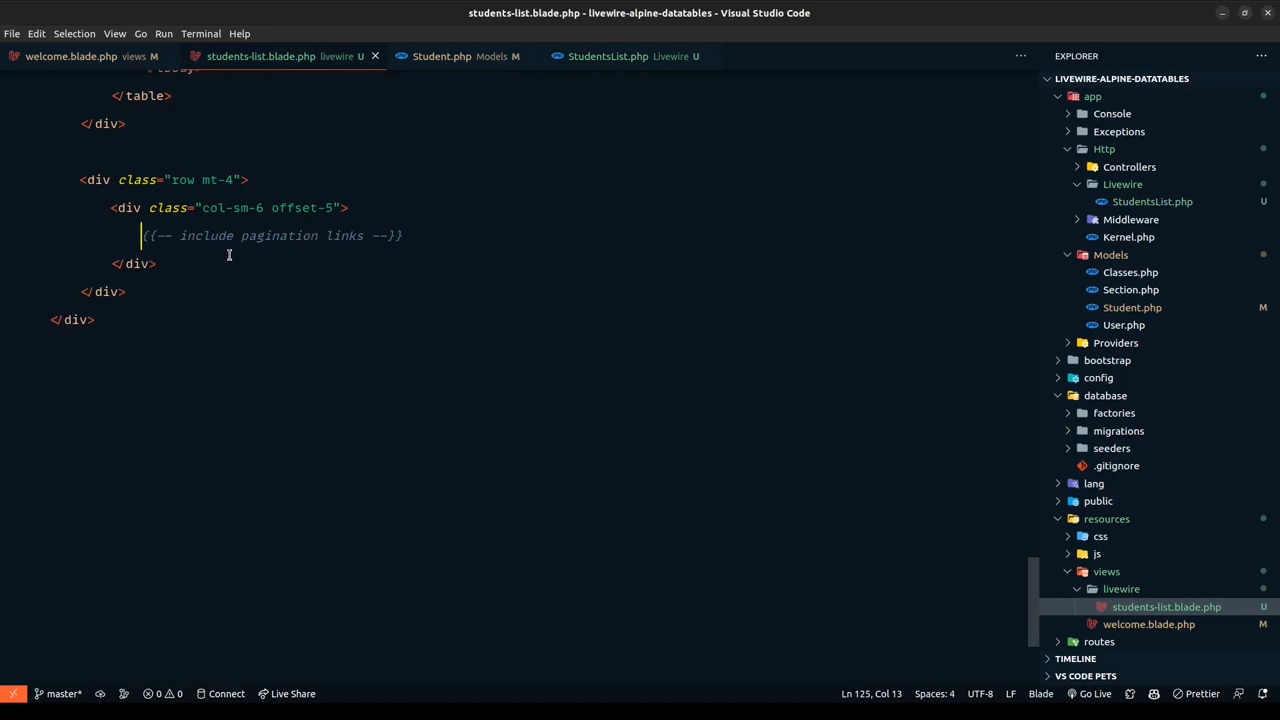 students-list.blade.php - livewire-alpine-datatables - Visual Studio Code
File Edit Selection View Go Run Terminal Help
welcome.blade.php views M students-list.blade.php livewire U Student.php Models M StudentsList.php Livewire U
</tbody>
</table>
</div>
<div class="row mt-4">
<div class="col-sm-6 offset-5">
{{-- include pagination links --}}
</div>
</div>
</div>
EXPLORER
LIVEWIRE-ALPINE-DATATABLES
app
Console
Exceptions
Http
Controllers
Livewire
StudentsList.php U
Middleware
Kernel.php
Models
Classes.php
Section.php
Student.php M
User.php
Providers
bootstrap
config
database
factories
migrations
seeders
.gitignore
lang
public
resources
css
js
views
livewire
students-list.blade.php U
welcome.blade.php M
routes
TIMELINE
VS CODE PETS
master* 0 0 Connect Live Share Ln 125, Col 13 Spaces: 4 UTF-8 LF Blade Go Live Prettier